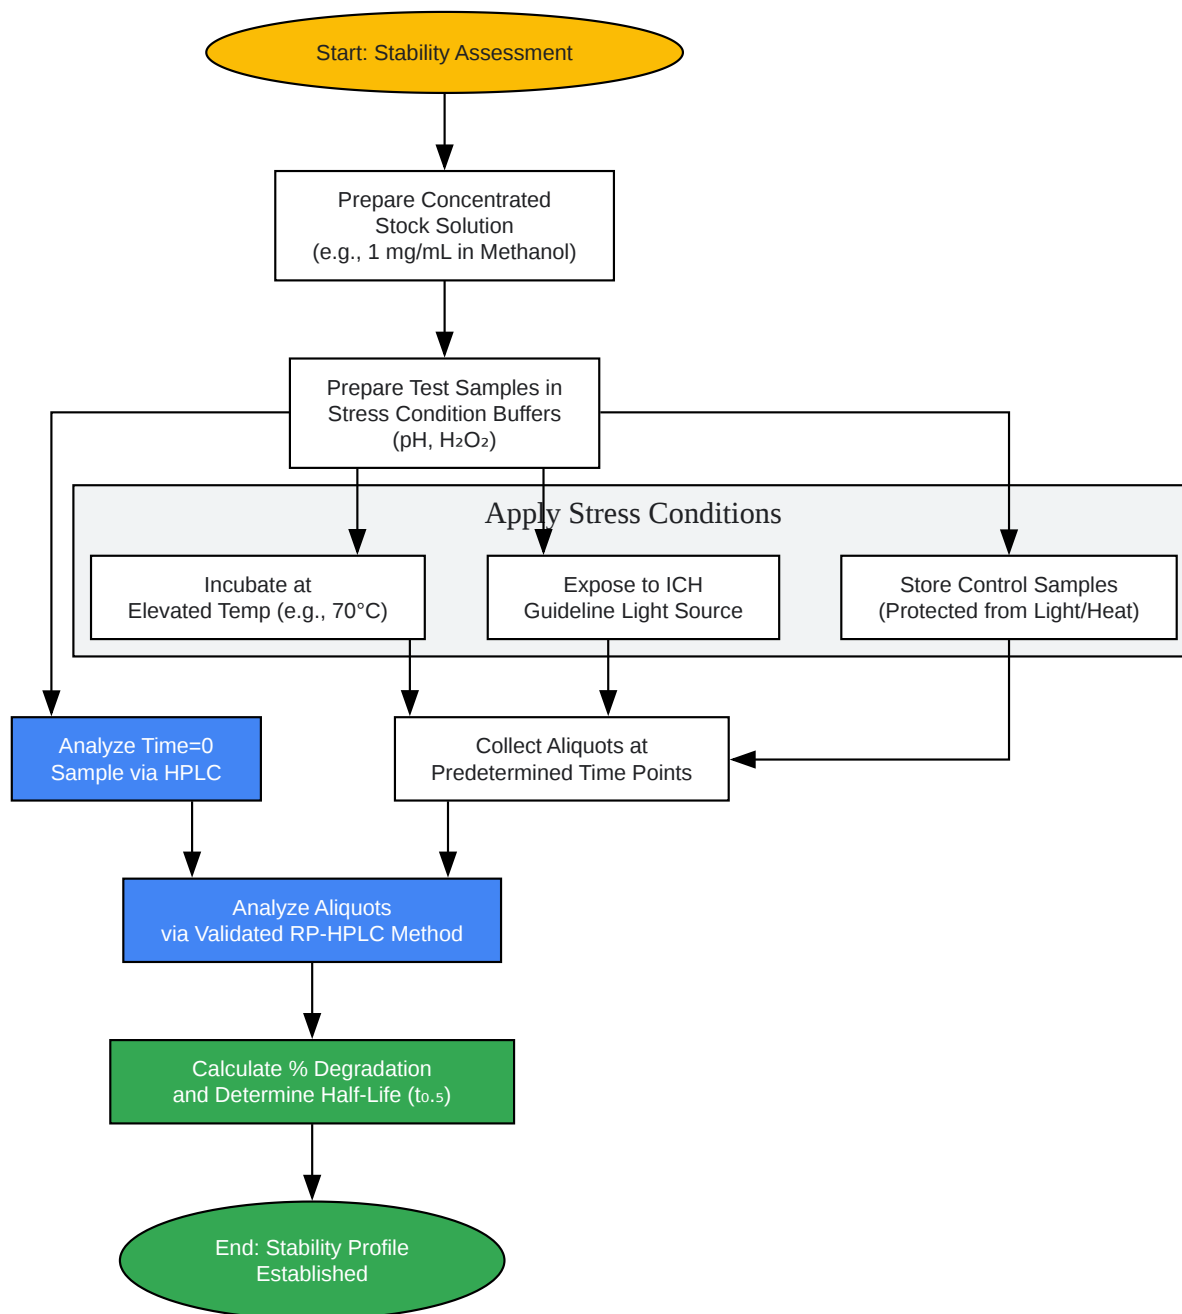 Start: Stability Assessment
Prepare Concentrated
Stock Solution
(e.g., 1 mg/mL in Methanol)
Prepare Test Samples in
Stress Condition Buffers
(pH, H₂O₂)
Apply Stress Conditions
Incubate at
Elevated Temp (e.g., 70°C)
Expose to ICH
Guideline Light Source
Store Control Samples
(Protected from Light/Heat)
Analyze Time=0
Sample via HPLC
Collect Aliquots at
Predetermined Time Points
Analyze Aliquots
via Validated RP-HPLC Method
Calculate % Degradation
and Determine Half-Life (t₀.₅)
End: Stability Profile
Established